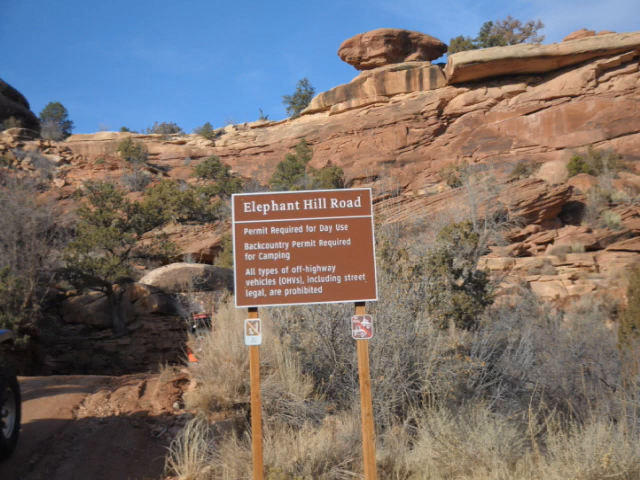 Elephant Hill Road
Permit Required for Day Use
Backcountry Permit Required
for Camping
All types of off-highway
vehicles (OHVs), including street
legal, are prohibited